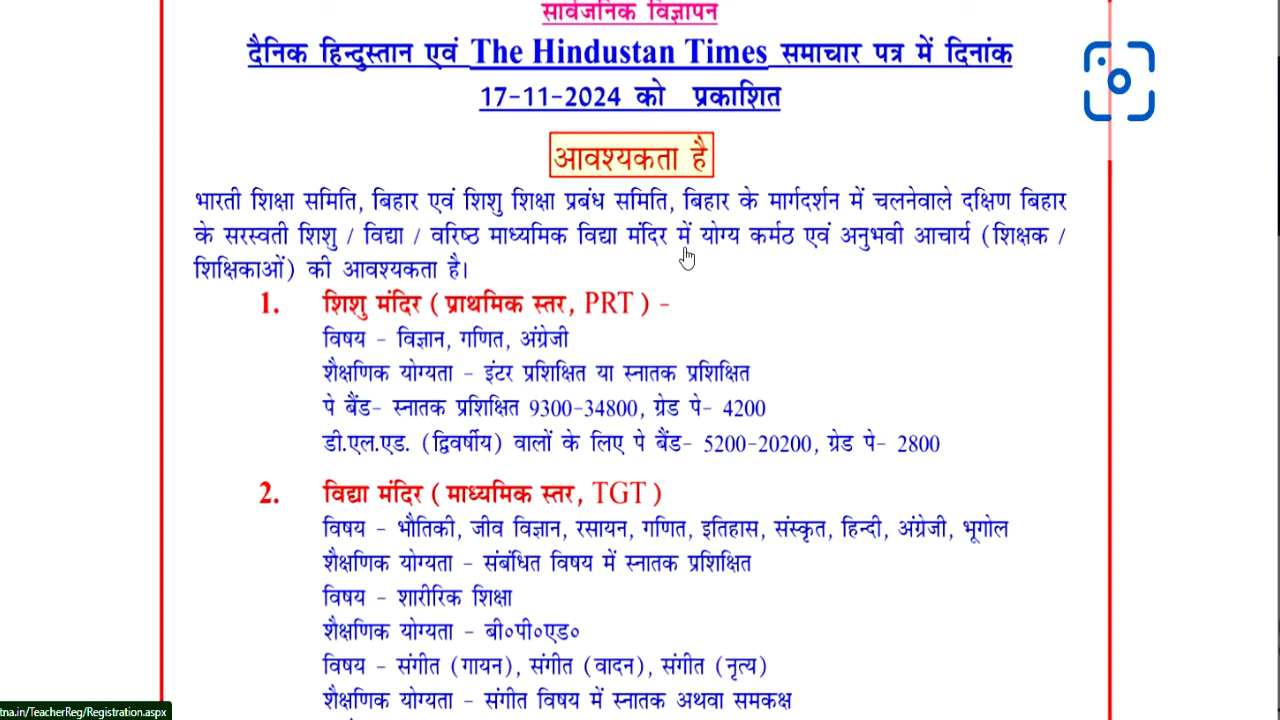 सार्वजनिक विज्ञापन
दैनिक हिन्दुस्तान एवं The Hindustan Times समाचार पत्र में दिनांक
17-11-2024 को प्रकाशित
आवश्यकता है
भारती शिक्षा समिति, बिहार एवं शिशु शिक्षा प्रबंध समिति, बिहार के मार्गदर्शन में चलनेवाले दक्षिण बिहार
के सरस्वती शिशु / विद्या / वरिष्ठ माध्यमिक विद्या मंदिर में योग्य कर्मठ एवं अनुभवी आचार्य (शिक्षक /
शिक्षिकाओं) की आवश्यकता है।
1. शिशु मंदिर ( प्राथमिक स्तर, PRT ) -
विषय - विज्ञान, गणित, अंग्रेजी
शैक्षणिक योग्यता - इंटर प्रशिक्षित या स्नातक प्रशिक्षित
पे बैंड- स्नातक प्रशिक्षित 9300-34800, ग्रेड पे- 4200
डी.एल.एड. (द्विवर्षीय) वालों के लिए पे बैंड- 5200-20200, ग्रेड पे- 2800
2. विद्या मंदिर ( माध्यमिक स्तर, TGT )
विषय - भौतिकी, जीव विज्ञान, रसायन, गणित, इतिहास, संस्कृत, हिन्दी, अंग्रेजी, भूगोल
शैक्षणिक योग्यता - संबंधित विषय में स्नातक प्रशिक्षित
विषय - शारीरिक शिक्षा
शैक्षणिक योग्यता - बी०पी०एड०
विषय - संगीत (गायन), संगीत (वादन), संगीत (नृत्य)
शैक्षणिक योग्यता - संगीत विषय में स्नातक अथवा समकक्ष
tna.in/TeacherReg/Registration.aspx